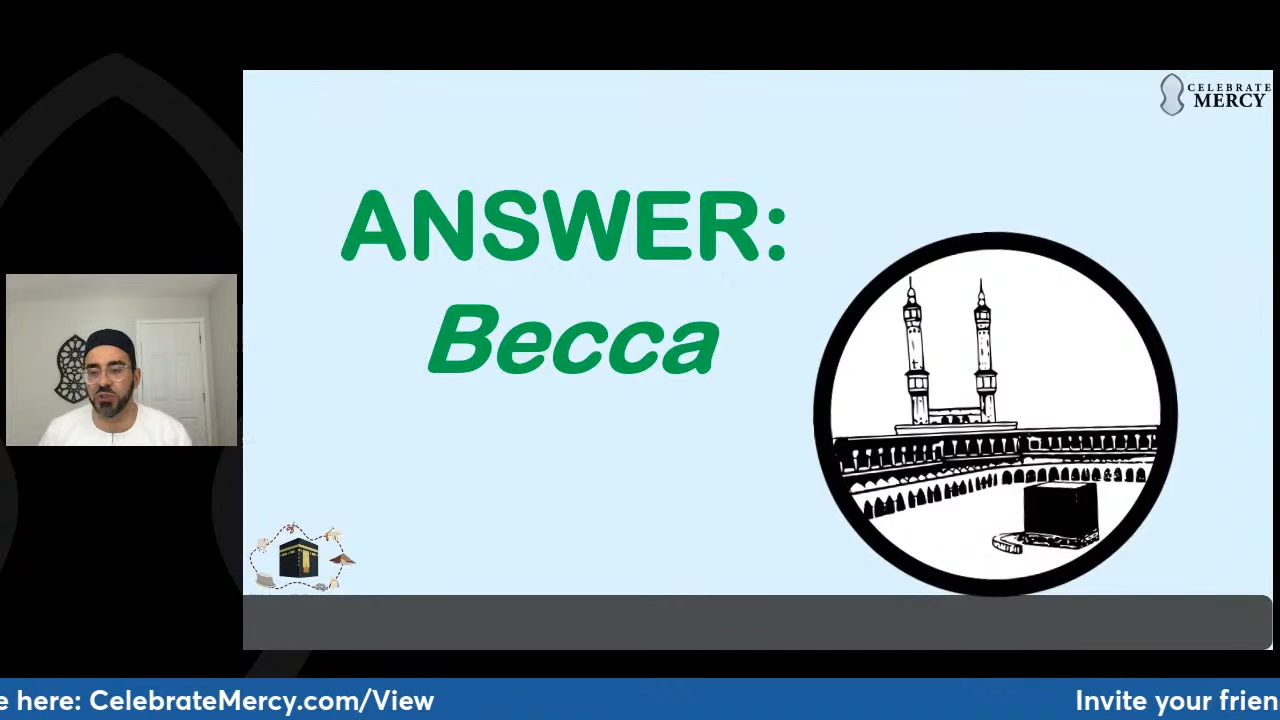 CELEBRATE
MERCY
ANSWER:
Becca
e here: CelebrateMercy.com/View
Invite your frien